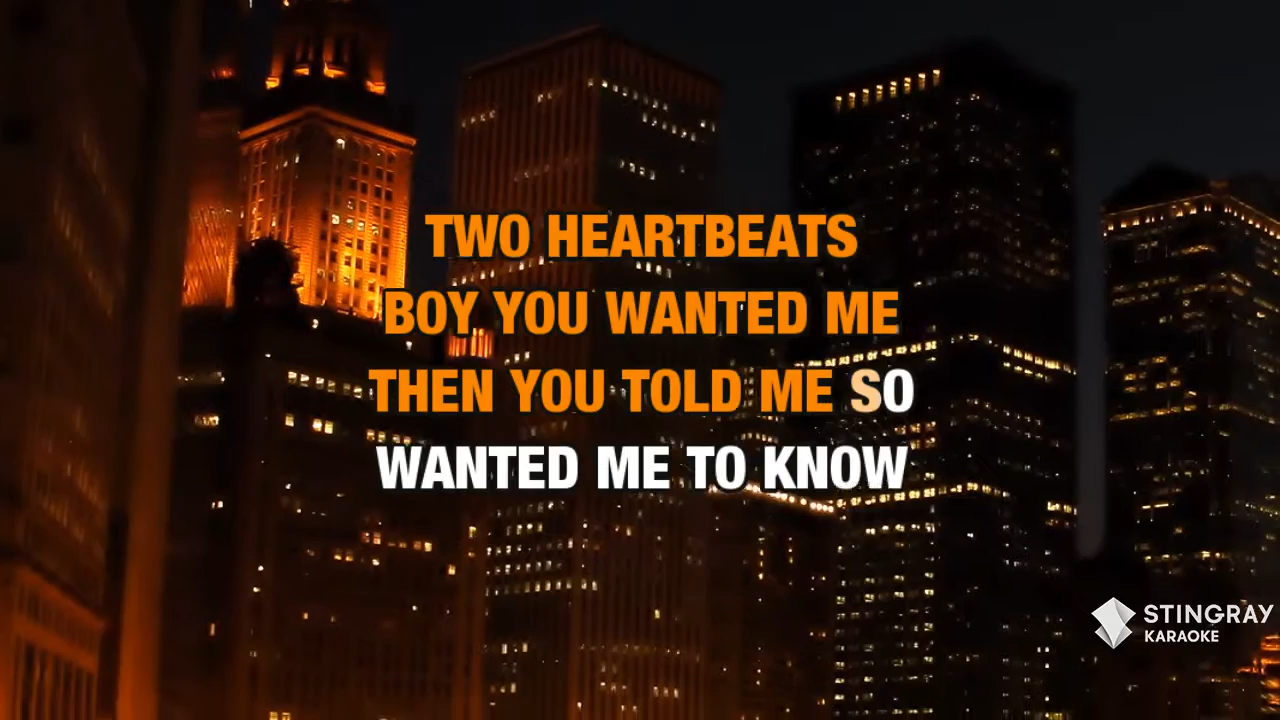 TWO HEARTBEATS
BOY YOU WANTED ME
THEN YOU TOLD ME SO
WANTED ME TO KNOW
STINGRAY
KARAOKE